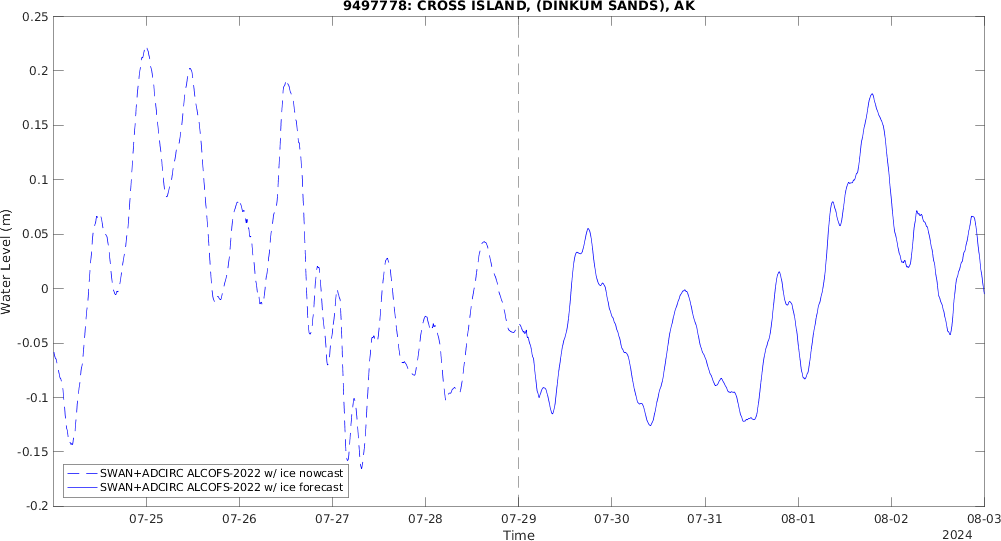 9497778: CROSS ISLAND, (DINKUM SANDS), AK
0.25
0.2
0.15
0.1
0.05
0
-0.05
-0.1
-0.15
-0.2
Water Level (m)
SWAN+ADCIRC ALCOFS-2022 w/ ice nowcast
SWAN+ADCIRC ALCOFS-2022 w/ ice forecast
07-25 07-26 07-27 07-28 07-29 07-30 07-31 08-01 08-02 08-03
Time
2024